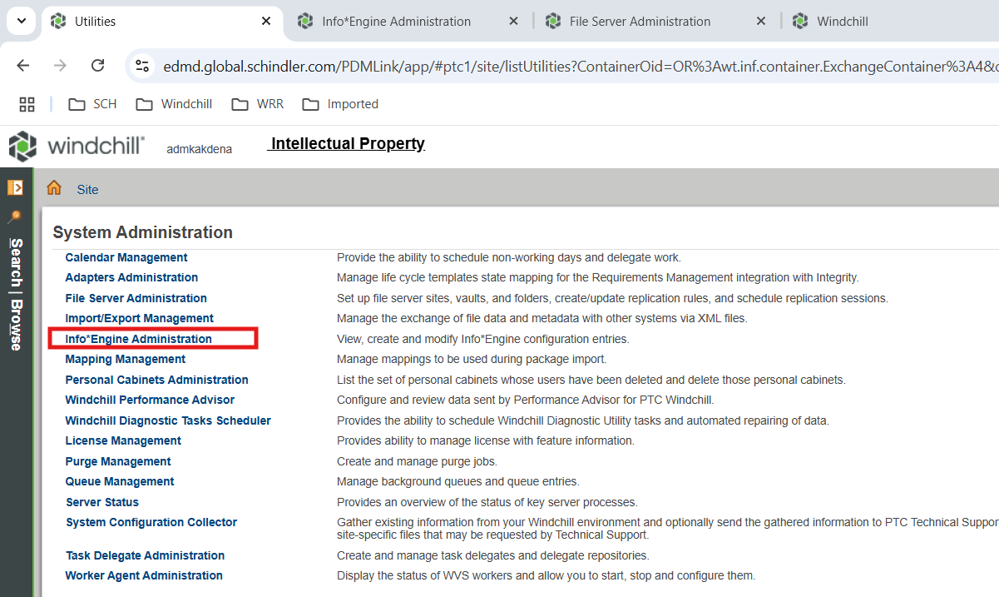 Utilities
Info*Engine Administration
File Server Administration
Windchill
edmd.global.schindler.com/PDMLink/app/#ptc1/site/listUtilities?ContainerOid=OR%3Awt.inf.container.ExchangeContainer%3A4&
SCH
Windchill
WRR
Imported
windchill®
admkakdena
Intellectual Property
Site
Search | Browse
System Administration
Calendar Management Provide the ability to schedule non-working days and delegate work.
Adapters Administration Manage life cycle templates state mapping for the Requirements Management integration with Integrity.
File Server Administration Set up file server sites, vaults, and folders, create/update replication rules, and schedule replication sessions.
Import/Export Management Manage the exchange of file data and metadata with other systems via XML files.
Info*Engine Administration View, create and modify Info*Engine configuration entries.
Mapping Management Manage mappings to be used during package import.
Personal Cabinets Administration List the set of personal cabinets whose users have been deleted and delete those personal cabinets.
Windchill Performance Advisor Configure and review data sent by Performance Advisor for PTC Windchill.
Windchill Diagnostic Tasks Scheduler Provides the ability to schedule Windchill Diagnostic Utility tasks and automated repairing of data.
License Management Provides ability to manage license with feature information.
Purge Management Create and manage purge jobs.
Queue Management Manage background queues and queue entries.
Server Status Provides an overview of the status of key server processes.
System Configuration Collector Gather existing information from your Windchill environment and optionally send the gathered information to PTC Technical Suppor
site-specific files that may be requested by Technical Support.
Task Delegate Administration Create and manage task delegates and delegate repositories.
Worker Agent Administration Display the status of WVS workers and allow you to start, stop and configure them.